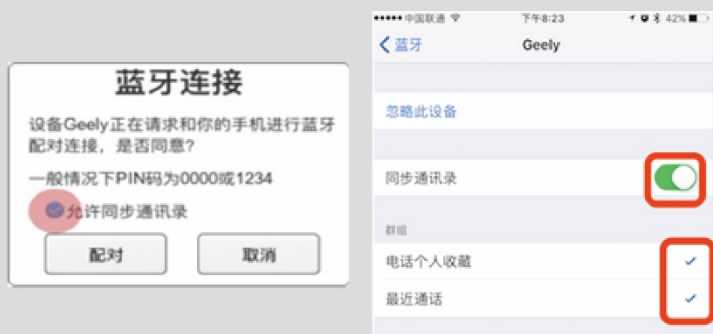 蓝牙连接
设备Geely正在请求和你的手机进行蓝牙
配对连接，是否同意？
一般情况下PIN码为0000或1234
允许同步通讯录
配对
取消
中国联通
下午8:23
42%
蓝牙
Geely
忽略此设备
同步通讯录
群组
电话个人收藏
最近通话